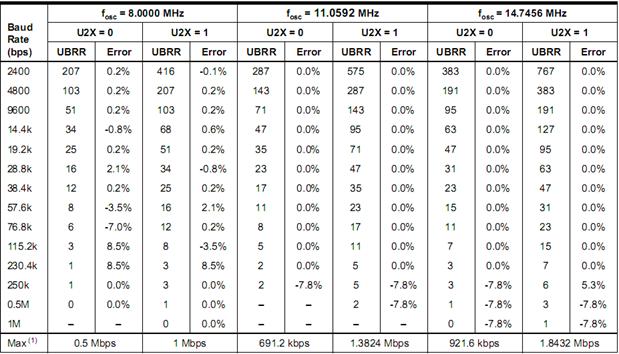 Baud Rate (bps) fosc = 8.0000 MHz fosc = 11.0592 MHz fosc = 14.7456 MHz
U2X = 0 U2X = 1 U2X = 0 U2X = 1 U2X = 0 U2X = 1
UBRR Error UBRR Error UBRR Error UBRR Error UBRR Error UBRR Error
2400 207 0.2% 416 -0.1% 287 0.0% 575 0.0% 383 0.0% 767 0.0%
4800 103 0.2% 207 0.2% 143 0.0% 287 0.0% 191 0.0% 383 0.0%
9600 51 0.2% 103 0.2% 71 0.0% 143 0.0% 95 0.0% 191 0.0%
14.4k 34 -0.8% 68 0.6% 47 0.0% 95 0.0% 63 0.0% 127 0.0%
19.2k 25 0.2% 51 0.2% 35 0.0% 71 0.0% 47 0.0% 95 0.0%
28.8k 16 2.1% 34 -0.8% 23 0.0% 47 0.0% 31 0.0% 63 0.0%
38.4k 12 0.2% 25 0.2% 17 0.0% 35 0.0% 23 0.0% 47 0.0%
57.6k 8 -3.5% 16 2.1% 11 0.0% 23 0.0% 15 0.0% 31 0.0%
76.8k 6 -7.0% 12 0.2% 8 0.0% 17 0.0% 11 0.0% 23 0.0%
115.2k 3 8.5% 8 -3.5% 5 0.0% 11 0.0% 7 0.0% 15 0.0%
230.4k 1 8.5% 3 8.5% 2 0.0% 5 0.0% 3 0.0% 7 0.0%
250k 1 0.0% 3 0.0% 2 -7.8% 5 -7.8% 3 -7.8% 6 5.3%
0.5M 0 0.0% 1 0.0% – – 2 -7.8% 1 -7.8% 3 -7.8%
1M – – 0 0.0% – – – – 0 -7.8% 1 -7.8%
Max (1) 0.5 Mbps 1 Mbps 691.2 kbps 1.3824 Mbps 921.6 kbps 1.8432 Mbps